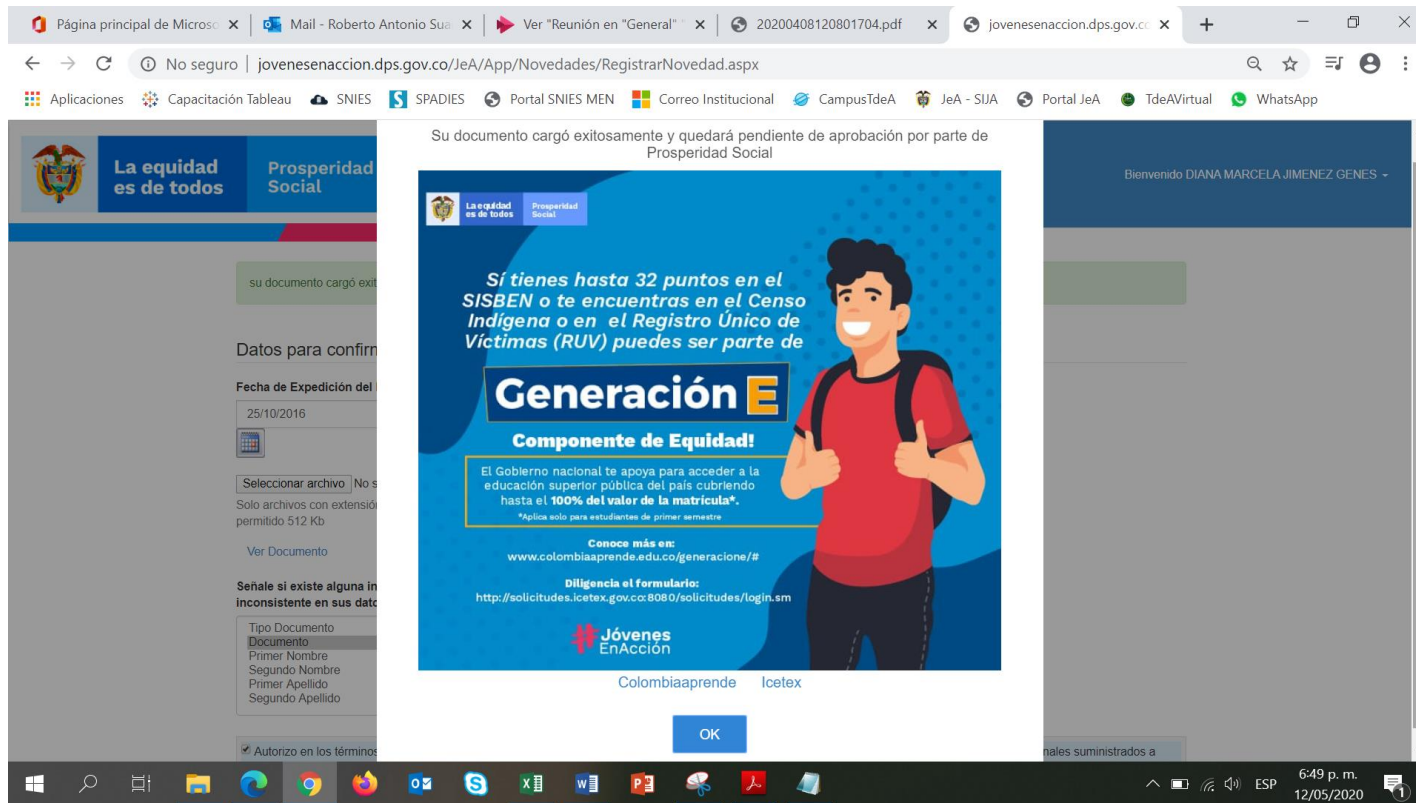 Página principal de Microso
Mail - Roberto Antonio Sua
Ver "Reunión en "General" "
20200408120801704.pdf
jovenesenaccion.dps.gov.cc
No seguro | jovenesenaccion.dps.gov.co/JeA/App/Novedades/RegistrarNovedad.aspx
Aplicaciones
Capacitación Tableau
SNIES
SPADIES
Portal SNIES MEN
Correo Institucional
CampusTdeA
JeA - SIJA
Portal JeA
TdeAVirtual
WhatsApp
La equidad
es de todos
Prosperidad
Social
Bienvenido DIANA MARCELA JIMENEZ GENES
Su documento cargó exitosamente y quedará pendiente de aprobación por parte de
Prosperidad Social
La equidad
es de todos
Prosperidad
Social
Sí tienes hasta 32 puntos en el
SISBEN o te encuentras en el Censo
Indígena o en el Registro Único de
Víctimas (RUV) puedes ser parte de
Generación E
Componente de Equidad!
El Gobierno nacional te apoya para acceder a la
educación superior pública del país cubriendo
hasta el 100% del valor de la matrícula*.
*Aplica solo para estudiantes de primer semestre
Conoce más en:
www.colombiaaprende.edu.co/generacione/#
Diligencia el formulario:
http://solicitudes.icetex.gov.co:8080/solicitudes/login.sm
#Jóvenes
EnAcción
Colombiaaprende Icetex
OK
su documento cargó exit
Datos para confirm
Fecha de Expedición del
25/10/2016
Seleccionar archivo No s
Solo archivos con extensión
permitido 512 Kb
Ver Documento
Señale si existe alguna in
inconsistente en sus dato
Tipo Documento
Documento
Primer Nombre
Segundo Nombre
Primer Apellido
Segundo Apellido
Autorizo en los términos
nales suministrados a
ESP
6:49 p. m.
12/05/2020
1